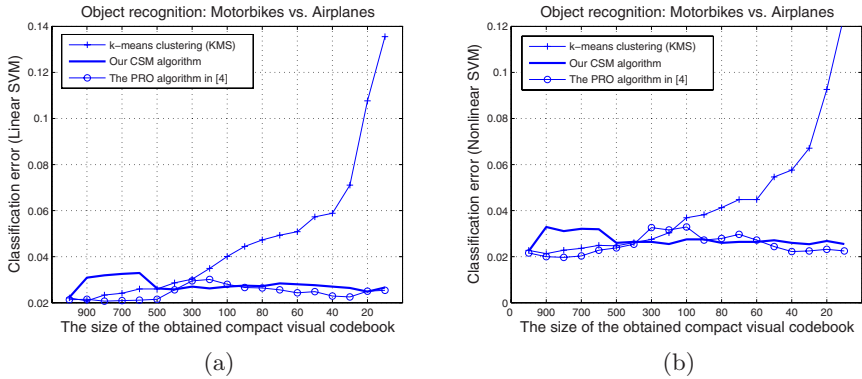 Object recognition: Motorbikes vs. Airplanes
0.14
0.12
0.1
0.08
0.06
0.04
0.02
Classification error (Linear SVM)
k−means clustering (KMS)
Our CSM algorithm
The PRO algorithm in [4]
900 700 500 300 100 80 60 40 20
The size of the obtained compact visual codebook
(a)
Object recognition: Motorbikes vs. Airplanes
0.12
0.1
0.08
0.06
0.04
0.02
0
Classification error (Nonlinear SVM)
k−means clustering (KMS)
Our CSM algorithm
The PRO algorithm in [4]
0 900 700 500 300 100 80 60 40 20
The size of the obtained compact visual codebook
(b)